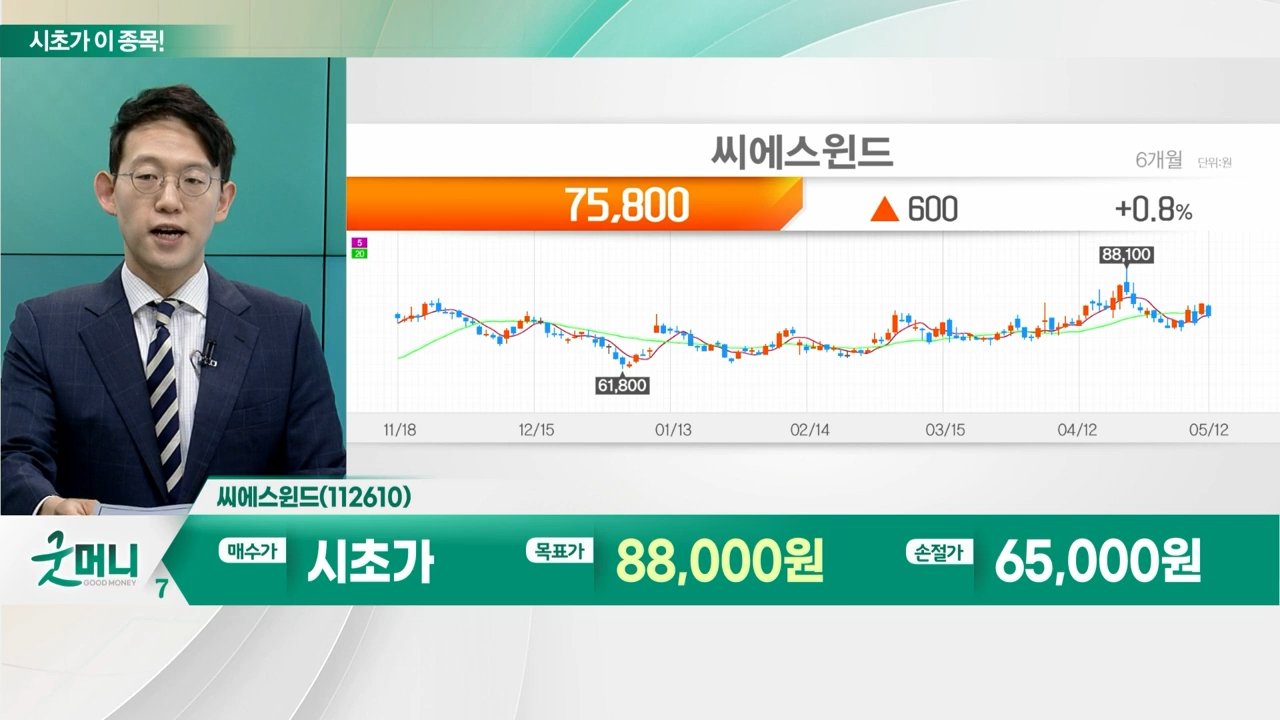 시초가 이 종목!
씨에스윈드
6개월 단위:원
75,800 ▲ 600 +0.8%
5
20
88,100
61,800
11/18 12/15 01/13 02/14 03/15 04/12 05/12
씨에스윈드(112610)
굿머니
GOOD MONEY
7
매수가 시초가 목표가 88,000원 손절가 65,000원